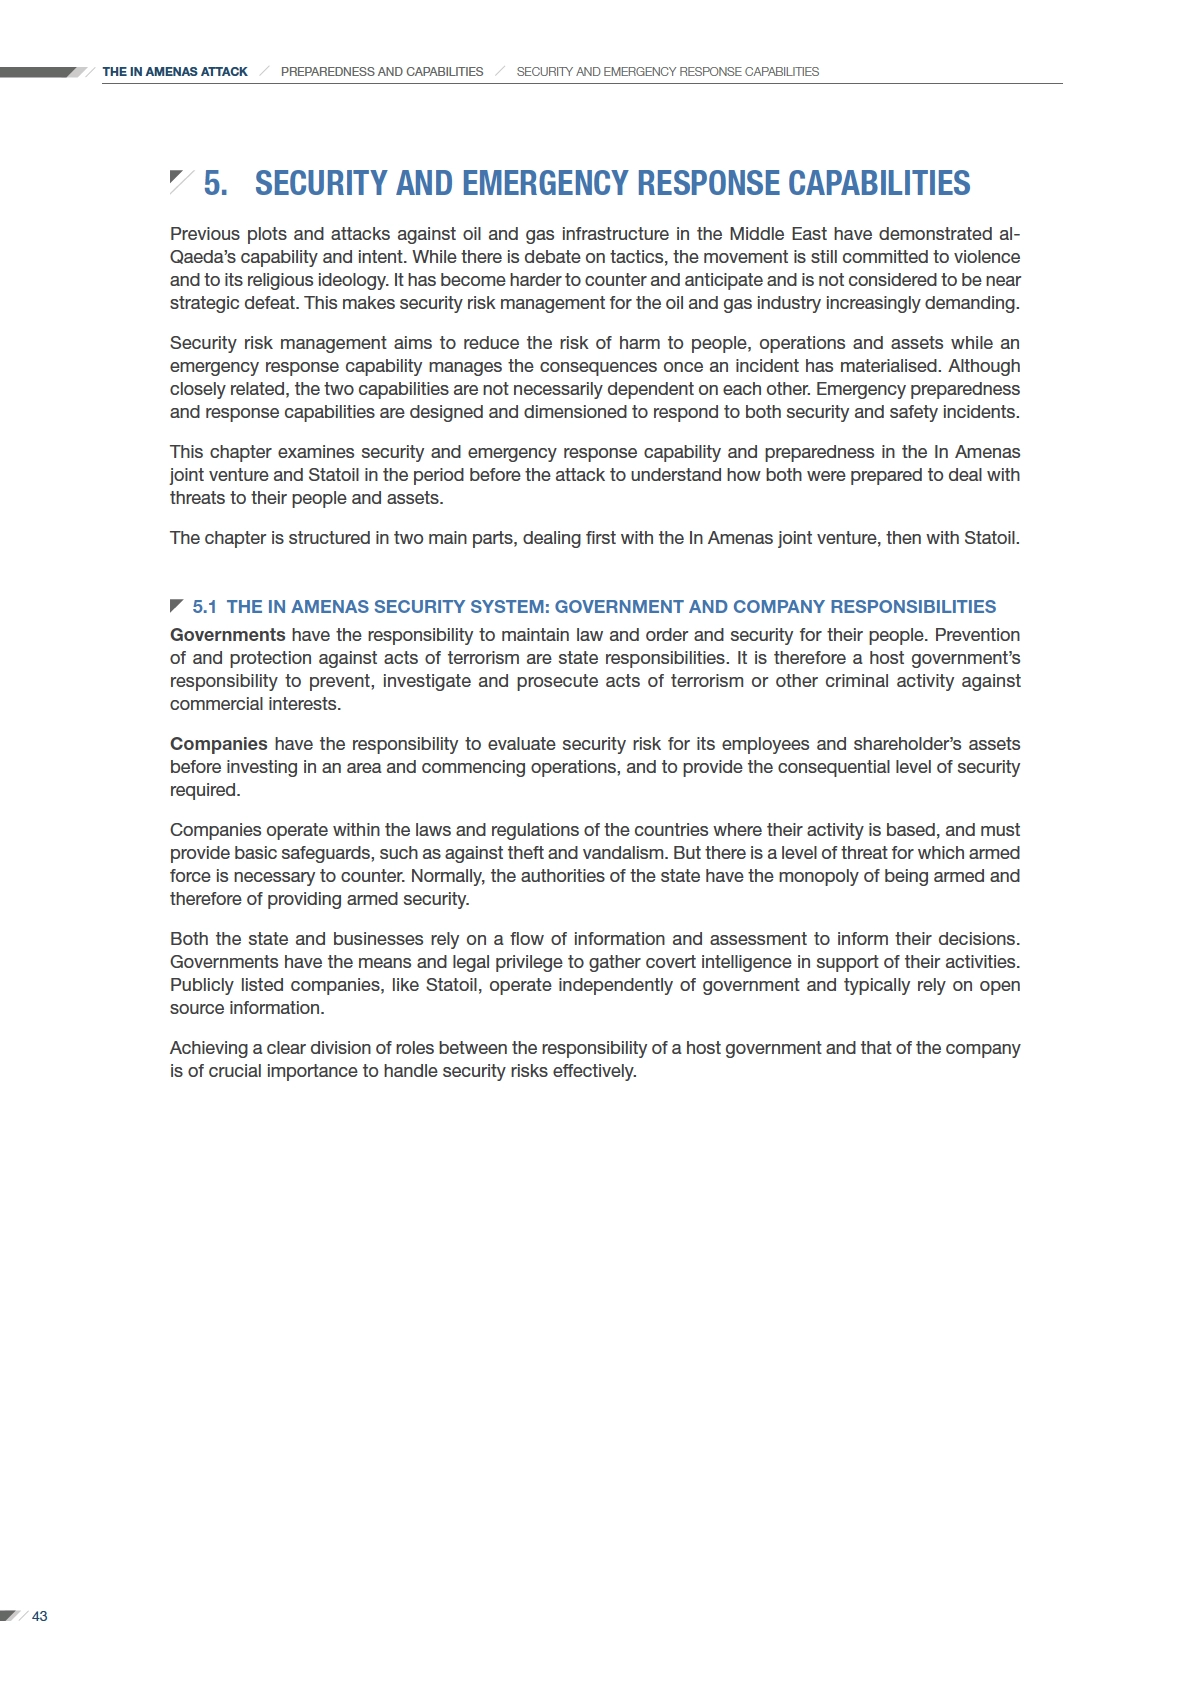 THE IN AMENAS ATTACK / PREPAREDNESS AND CAPABILITIES / SECURITY AND EMERGENCY RESPONSE CAPABILITIES
5. SECURITY AND EMERGENCY RESPONSE CAPABILITIES
Previous plots and attacks against oil and gas infrastructure in the Middle East have demonstrated al-
Qaeda’s capability and intent. While there is debate on tactics, the movement is still committed to violence
and to its religious ideology. It has become harder to counter and anticipate and is not considered to be near
strategic defeat. This makes security risk management for the oil and gas industry increasingly demanding.
Security risk management aims to reduce the risk of harm to people, operations and assets while an
emergency response capability manages the consequences once an incident has materialised. Although
closely related, the two capabilities are not necessarily dependent on each other. Emergency preparedness
and response capabilities are designed and dimensioned to respond to both security and safety incidents.
This chapter examines security and emergency response capability and preparedness in the In Amenas
joint venture and Statoil in the period before the attack to understand how both were prepared to deal with
threats to their people and assets.
The chapter is structured in two main parts, dealing first with the In Amenas joint venture, then with Statoil.
5.1 THE IN AMENAS SECURITY SYSTEM: GOVERNMENT AND COMPANY RESPONSIBILITIES
Governments have the responsibility to maintain law and order and security for their people. Prevention
of and protection against acts of terrorism are state responsibilities. It is therefore a host government’s
responsibility to prevent, investigate and prosecute acts of terrorism or other criminal activity against
commercial interests.
Companies have the responsibility to evaluate security risk for its employees and shareholder’s assets
before investing in an area and commencing operations, and to provide the consequential level of security
required.
Companies operate within the laws and regulations of the countries where their activity is based, and must
provide basic safeguards, such as against theft and vandalism. But there is a level of threat for which armed
force is necessary to counter. Normally, the authorities of the state have the monopoly of being armed and
therefore of providing armed security.
Both the state and businesses rely on a flow of information and assessment to inform their decisions.
Governments have the means and legal privilege to gather covert intelligence in support of their activities.
Publicly listed companies, like Statoil, operate independently of government and typically rely on open
source information.
Achieving a clear division of roles between the responsibility of a host government and that of the company
is of crucial importance to handle security risks effectively.
43